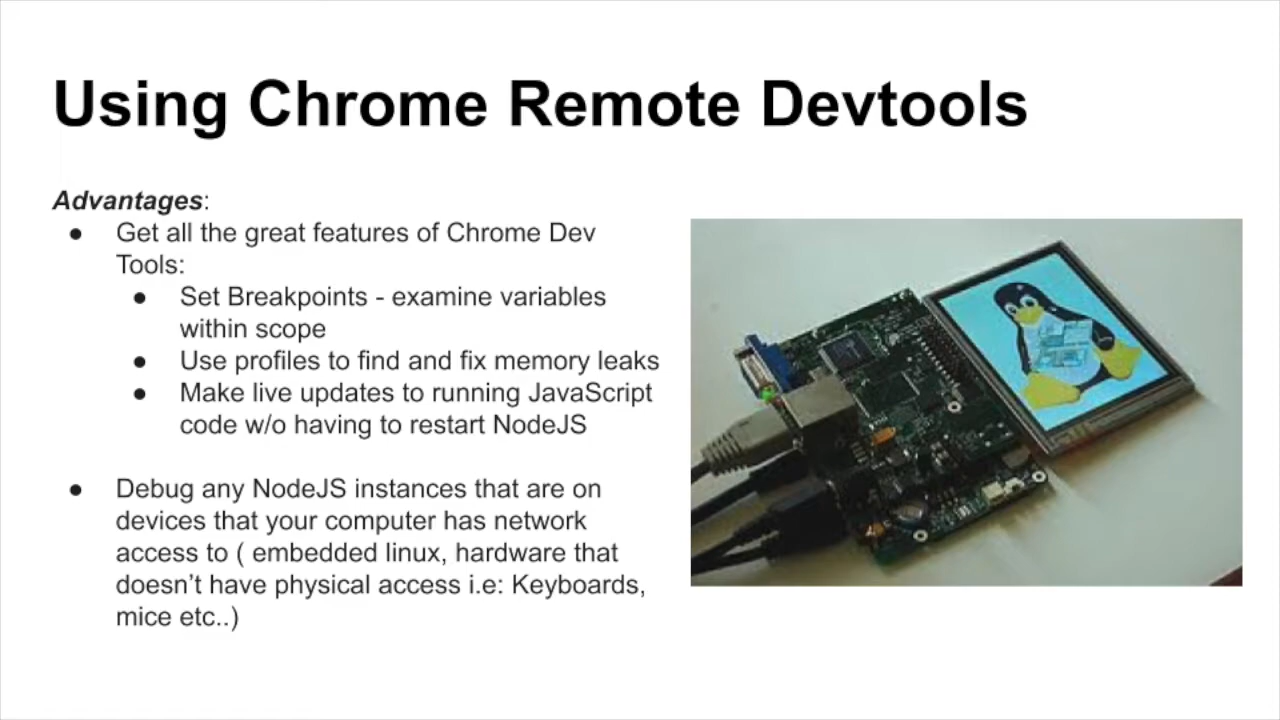 Using Chrome Remote Devtools
Advantages:
● Get all the great features of Chrome Dev
Tools:
● Set Breakpoints - examine variables
within scope
● Use profiles to find and fix memory leaks
● Make live updates to running JavaScript
code w/o having to restart NodeJS
● Debug any NodeJS instances that are on
devices that your computer has network
access to ( embedded linux, hardware that
doesn’t have physical access i.e: Keyboards,
mice etc..)